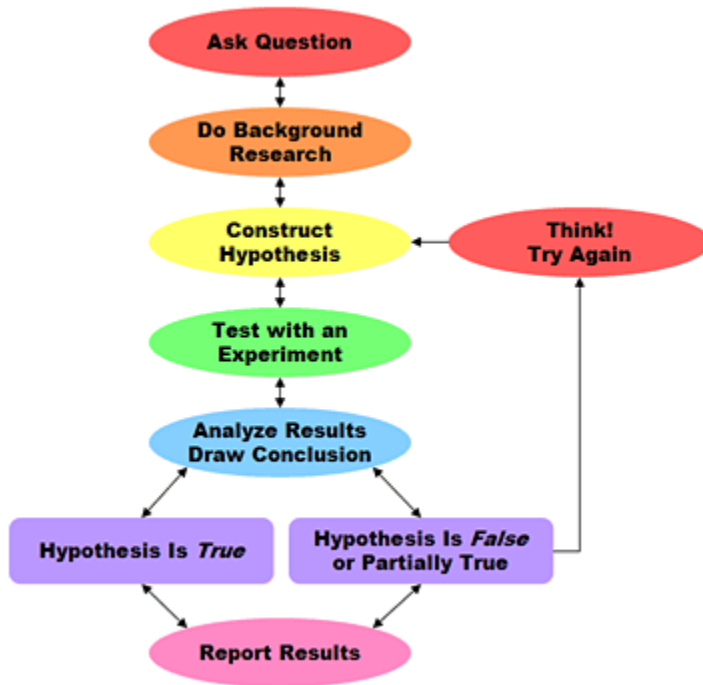 Ask Question
Do Background
Research
Construct
Hypothesis
Think!
Try Again
Test with an
Experiment
Analyze Results
Draw Conclusion
Hypothesis Is True
Hypothesis Is False
or Partially True
Report Results